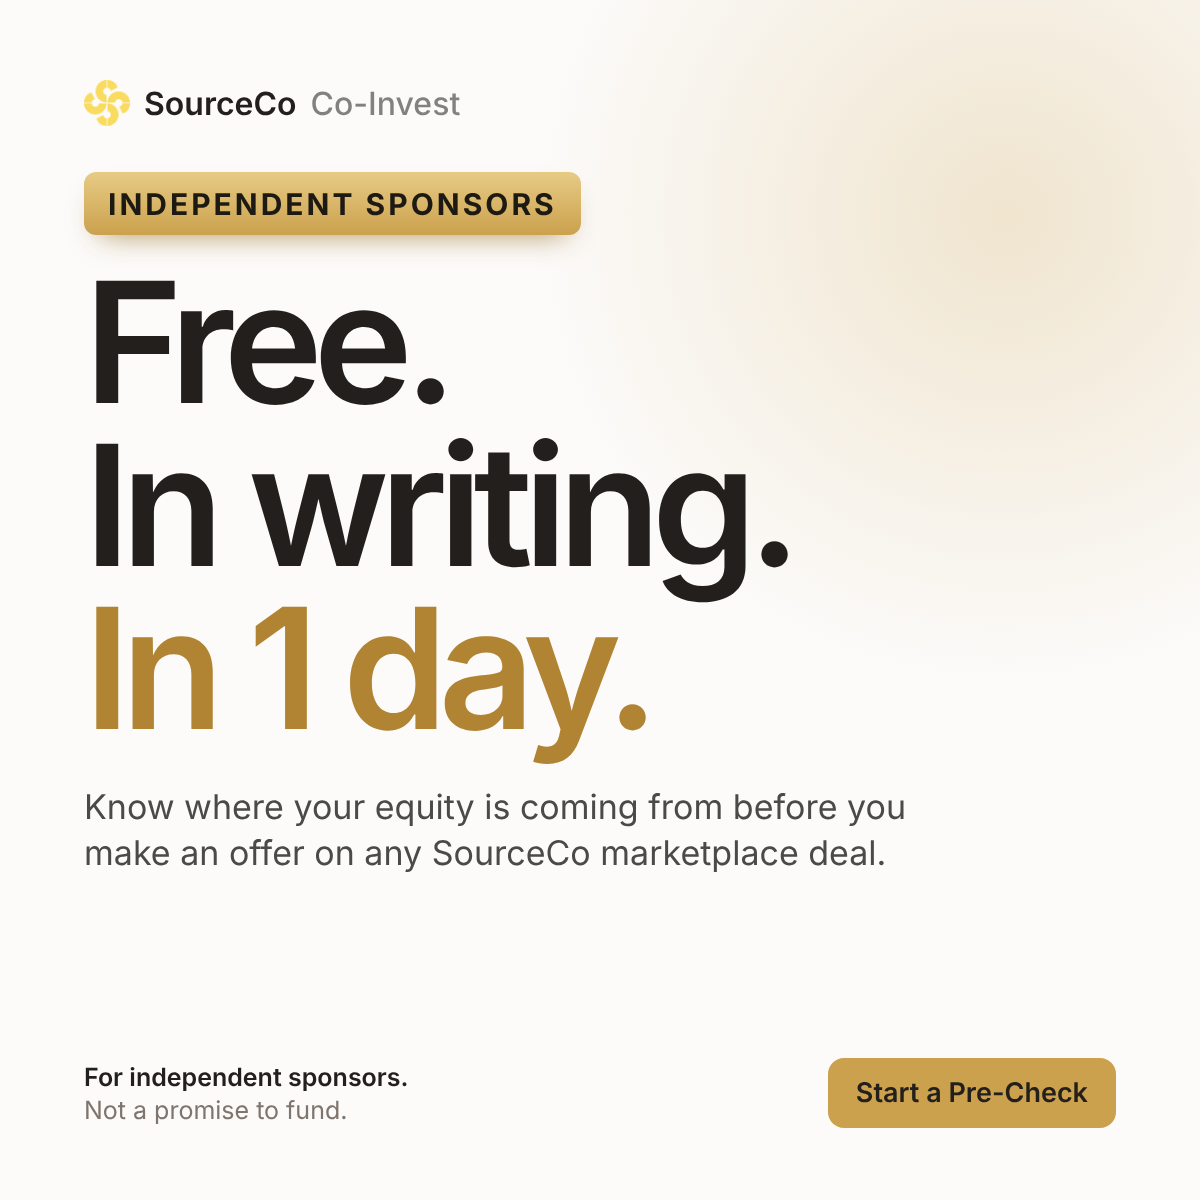 SourceCo Co-Invest
INDEPENDENT SPONSORS
Free.
In writing.
In 1 day.
Know where your equity is coming from before you
make an offer on any SourceCo marketplace deal.
For independent sponsors.
Not a promise to fund.
Start a Pre-Check